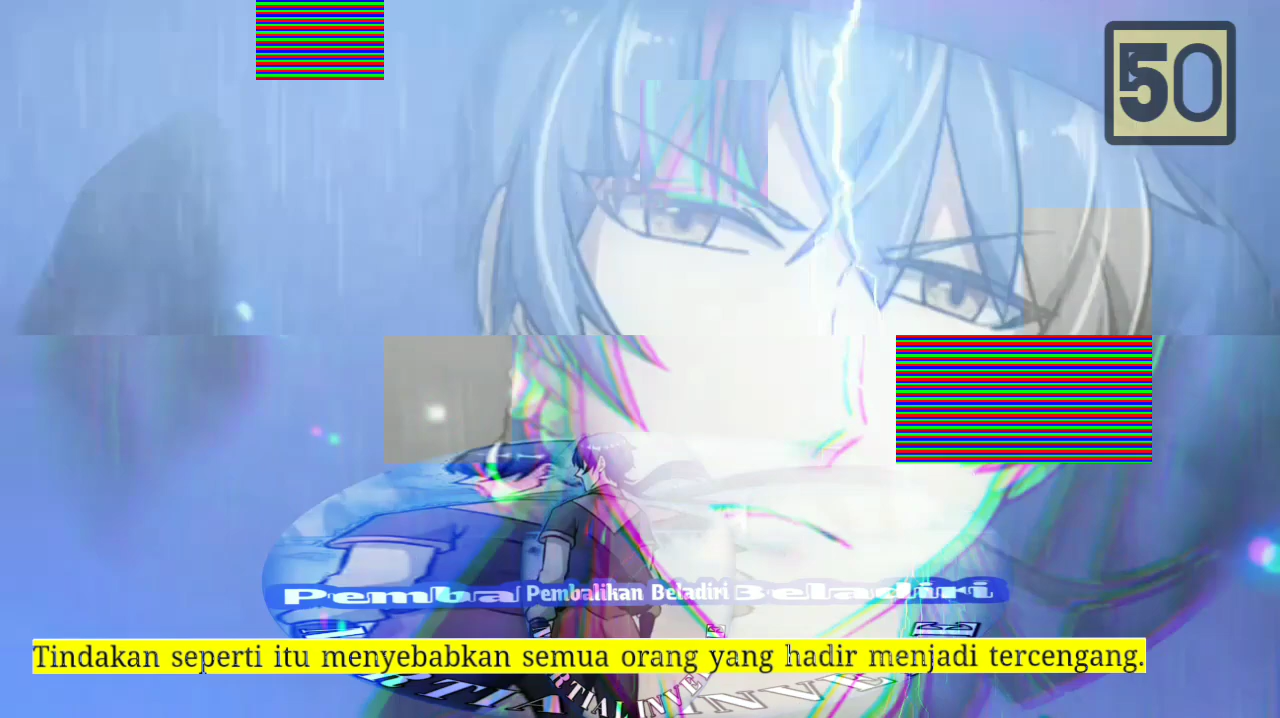 50
Pembalikan Beladiri
Tindakan seperti itu menyebabkan semua orang yang hadir menjadi tercengang.